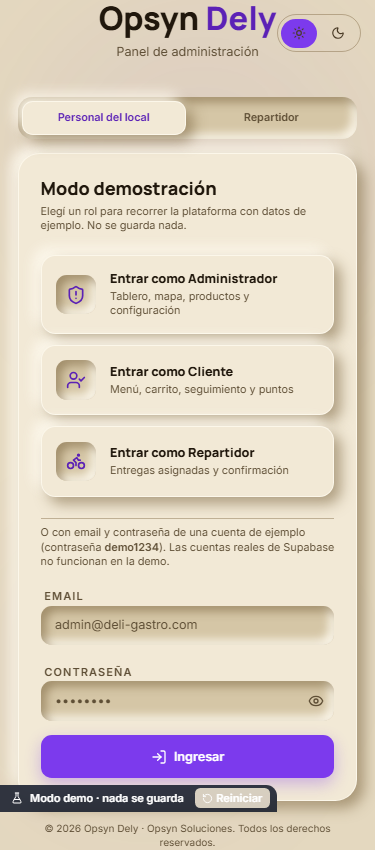 Opsyn Dely
Panel de administración
Personal del local
Repartidor
Modo demostración
Elegí un rol para recorrer la plataforma con datos de
ejemplo. No se guarda nada.
Entrar como Administrador
Tablero, mapa, productos y
configuración
Entrar como Cliente
Menú, carrito, seguimiento y puntos
Entrar como Repartidor
Entregas asignadas y confirmación
O con email y contraseña de una cuenta de ejemplo
(contraseña demo1234). Las cuentas reales de Supabase
no funcionan en la demo.
EMAIL
admin@deli-gastro.com
CONTRASEÑA
••••••••
Ingresar
Modo demo · nada se guarda
Reiniciar
© 2026 Opsyn Dely · Opsyn Soluciones. Todos los derechos
reservados.